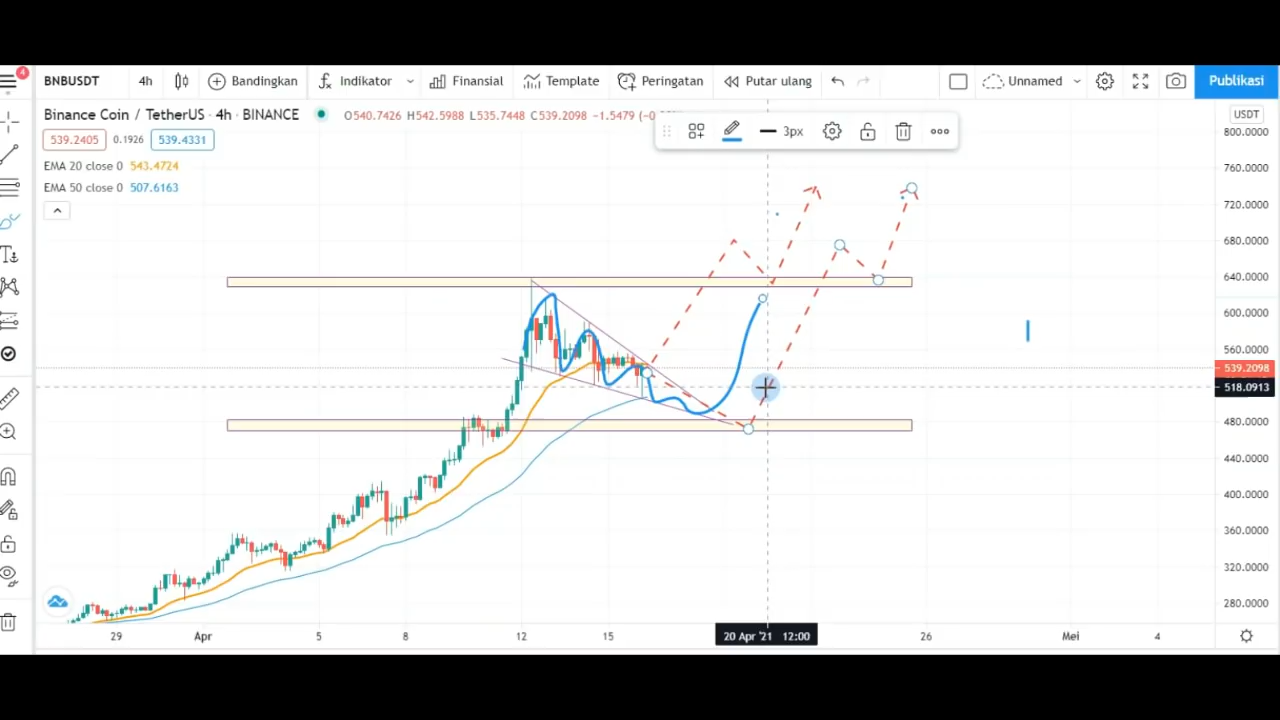 4
BNBUSDT 4h Bandingkan Indikator Finansial Template Peringatan Putar ulang Unnamed Publikasi
Binance Coin / TetherUS · 4h · BINANCE O540.7426 H542.5988 L535.7448 C539.2098 −1.5479
USDT
3px
539.2405 0.1926 539.4331
EMA 20 close 0 543.4724
EMA 50 close 0 507.6163
800.0000
760.0000
720.0000
680.0000
640.0000
600.0000
560.0000
539.2098
518.0913
480.0000
440.0000
400.0000
360.0000
320.0000
280.0000
29 Apr 5 8 12 15 20 Apr '21 12:00 26 Mei 4